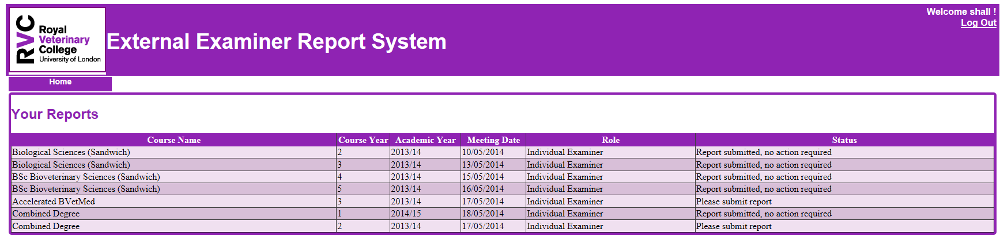 Welcome shall !
Log Out
RVC
Royal
Veterinary
College
University of London
External Examiner Report System
Home
Your Reports
Course Name Course Year Academic Year Meeting Date Role Status
Biological Sciences (Sandwich) 2 2013/14 10/05/2014 Individual Examiner Report submitted, no action required
Biological Sciences (Sandwich) 3 2013/14 13/05/2014 Individual Examiner Report submitted, no action required
BSc Bioveterinary Sciences (Sandwich) 4 2013/14 15/05/2014 Individual Examiner Report submitted, no action required
BSc Bioveterinary Sciences (Sandwich) 5 2013/14 16/05/2014 Individual Examiner Report submitted, no action required
Accelerated BVetMed 3 2013/14 17/05/2014 Individual Examiner Please submit report
Combined Degree 1 2014/15 18/05/2014 Individual Examiner Report submitted, no action required
Combined Degree 2 2013/14 17/05/2014 Individual Examiner Please submit report